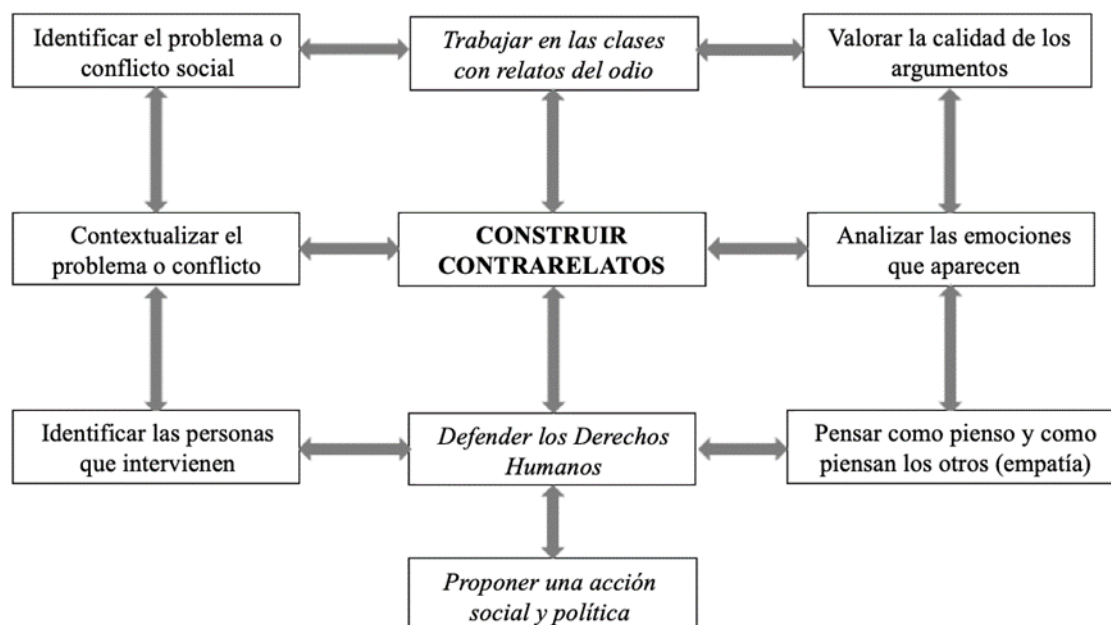 Identificar el problema o
conflicto social
Trabajar en las clases
con relatos del odio
Valorar la calidad de los
argumentos
Contextualizar el
problema o conflicto
CONSTRUIR
CONTRARELATOS
Analizar las emociones
que aparecen
Identificar las personas
que intervienen
Defender los Derechos
Humanos
Pensar como pienso y como
piensan los otros (empatía)
Proponer una acción
social y política